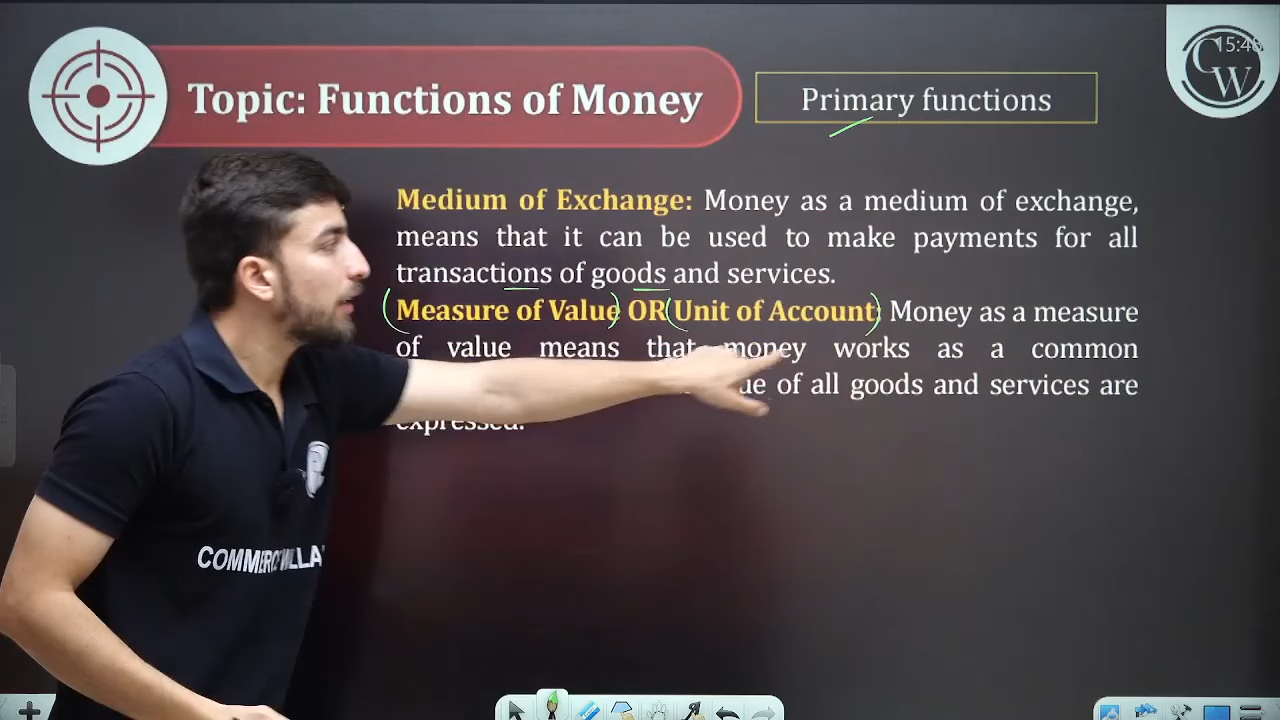 Topic: Functions of Money
Primary functions
15:46
CW
Medium of Exchange: Money as a medium of exchange,
means that it can be used to make payments for all
transactions of goods and services.
Measure of Value OR Unit of Account: Money as a measure
of value means that money works as a common
of all goods and services are
expressed.
COMMERCE WALLA